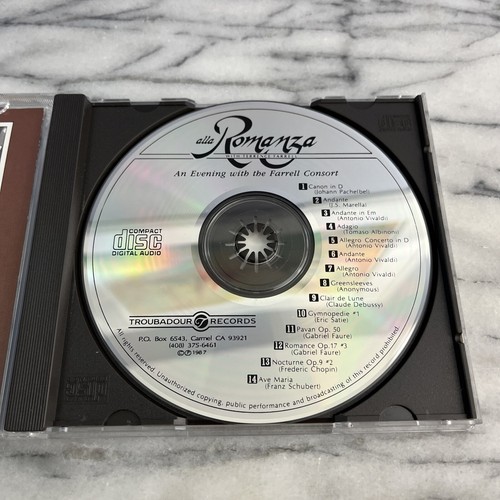 alla Romanza
WITH TERRENCE FARRELL
An Evening with the Farrell Consort
1 Canon in D
(Johann Pachelbel)
2 Andante
(J.S. Marella)
3 Andante in Em
(Antonio Vivaldi)
4 Adagio
(Tomaso Albinoni)
5 Allegro Concerto in D
(Antonio Vivaldi)
6 Andante
(Antonio Vivaldi)
7 Allegro
(Antonio Vivaldi)
8 Greensleeves
(Anonymous)
9 Clair de Lune
(Claude Debussy)
10 Gymnopedie #1
(Eric Satie)
11 Pavan Op. 50
(Gabriel Faure)
12 Romance Op.17 #3
(Gabriel Faure)
13 Nocturne Op.9 #2
(Frederic Chopin)
14 Ave Maria
(Franz Schubert)
COMPACT
disc
DIGITAL AUDIO
TROUBADOUR RECORDS
P.O. Box 6543, Carmel CA 93921
(408) 375-6461
©℗1987
All rights reserved. Unauthorized copying, public performance and broadcasting of this record prohibited.